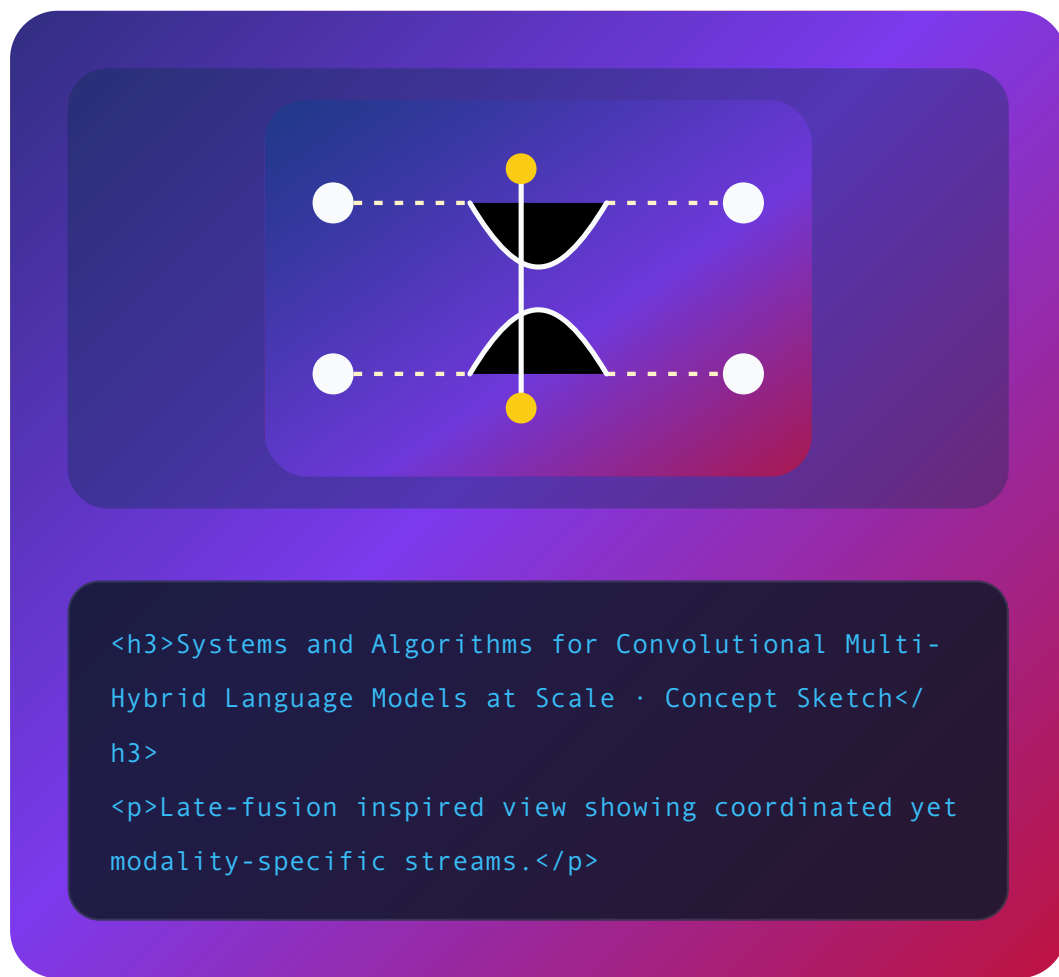 <h3>Systems and Algorithms for Convolutional Multi-
Hybrid Language Models at Scale · Concept Sketch</
h3>
<p>Late-fusion inspired view showing coordinated yet
modality-specific streams.</p>